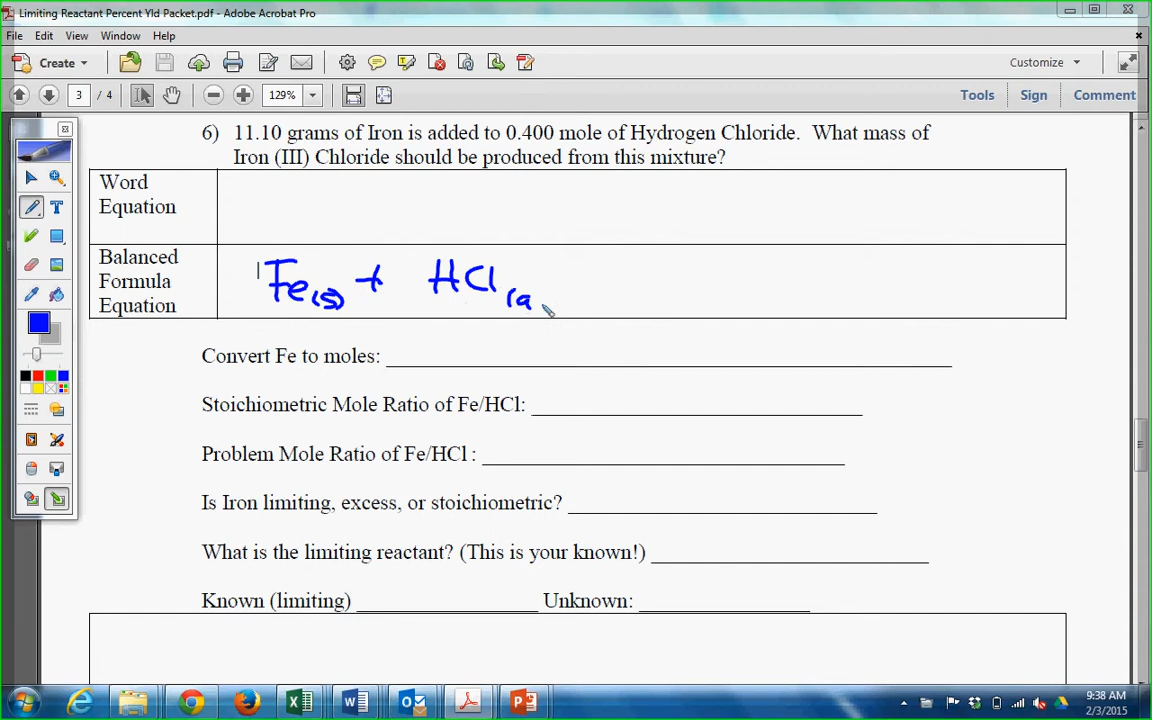 Limiting Reactant Percent Yld Packet.pdf - Adobe Acrobat Pro
File Edit View Window Help
Create Customize
3 / 4 129% Tools Sign Comment
6) 11.10 grams of Iron is added to 0.400 mole of Hydrogen Chloride. What mass of
Iron (III) Chloride should be produced from this mixture?
Word
Equation
Balanced
Formula
Equation
Fe(s) + HCl(a
Convert Fe to moles:
Stoichiometric Mole Ratio of Fe/HCl:
Problem Mole Ratio of Fe/HCl :
Is Iron limiting, excess, or stoichiometric?
What is the limiting reactant? (This is your known!)
Known (limiting) Unknown:
9:38 AM
2/3/2015